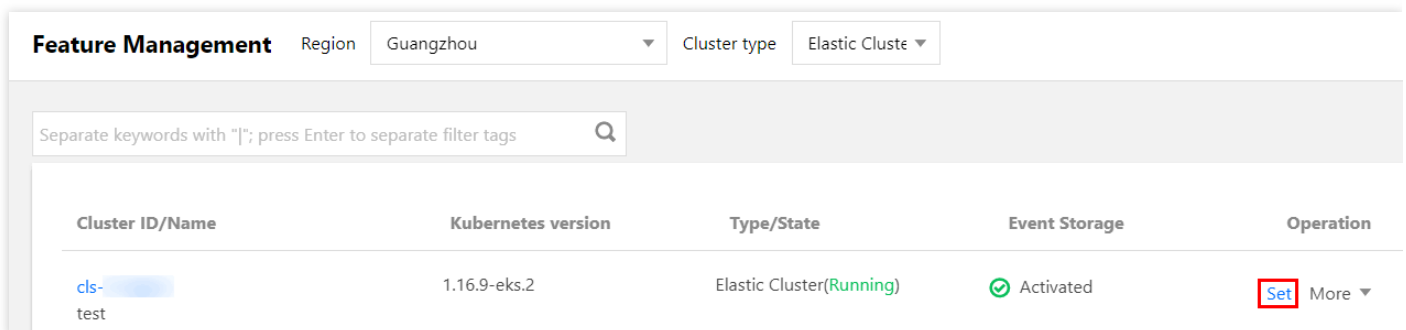 Feature Management Region Guangzhou Cluster type Elastic Cluste
Separate keywords with "|"; press Enter to separate filter tags
Cluster ID/Name Kubernetes version Type/State Event Storage Operation
cls- 1.16.9-eks.2 Elastic Cluster(Running) Activated Set More
test